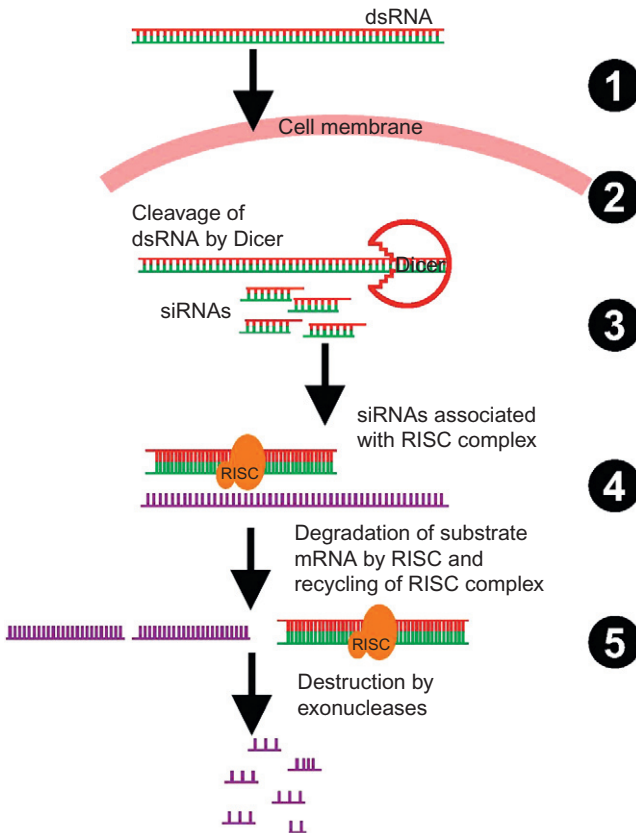 dsRNA
1
Cell membrane
2
Cleavage of
dsRNA by Dicer
Dicer
siRNAs
3
siRNAs associated
with RISC complex
RISC
4
Degradation of substrate
mRNA by RISC and
recycling of RISC complex
RISC
5
Destruction by
exonucleases